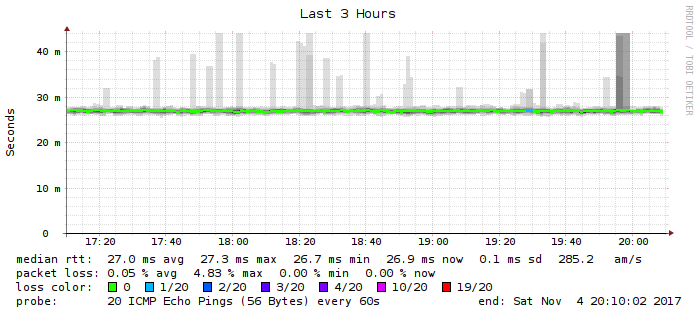 Last 3 Hours
RRDTOOL / TOBI OETIKER
Seconds
40 m
30 m
20 m
10 m
0
17:20 17:40 18:00 18:20 18:40 19:00 19:20 19:40 20:00
median rtt: 27.0 ms avg 27.3 ms max 26.7 ms min 26.9 ms now 0.1 ms sd 285.2 am/s
packet loss: 0.05 % avg 4.83 % max 0.00 % min 0.00 % now
loss color: 0 1/20 2/20 3/20 4/20 10/20 19/20
probe: 20 ICMP Echo Pings (56 Bytes) every 60s end: Sat Nov 4 20:10:02 2017